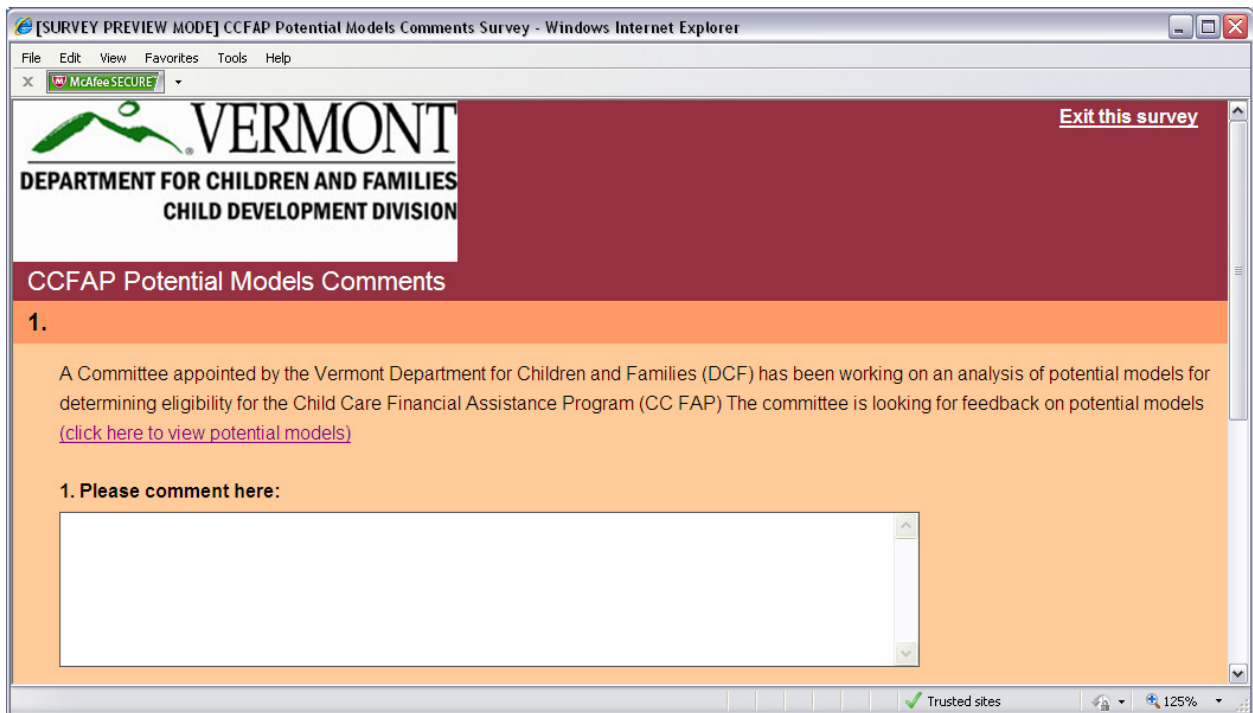 [SURVEY PREVIEW MODE] CCFAP Potential Models Comments Survey - Windows Internet Explorer
File Edit View Favorites Tools Help
X McAfee SECURE
VERMONT
DEPARTMENT FOR CHILDREN AND FAMILIES
CHILD DEVELOPMENT DIVISION
Exit this survey
CCFAP Potential Models Comments
1.
A Committee appointed by the Vermont Department for Children and Families (DCF) has been working on an analysis of potential models for
determining eligibility for the Child Care Financial Assistance Program (CC FAP) The committee is looking for feedback on potential models
(click here to view potential models)
1. Please comment here:
Trusted sites 125%